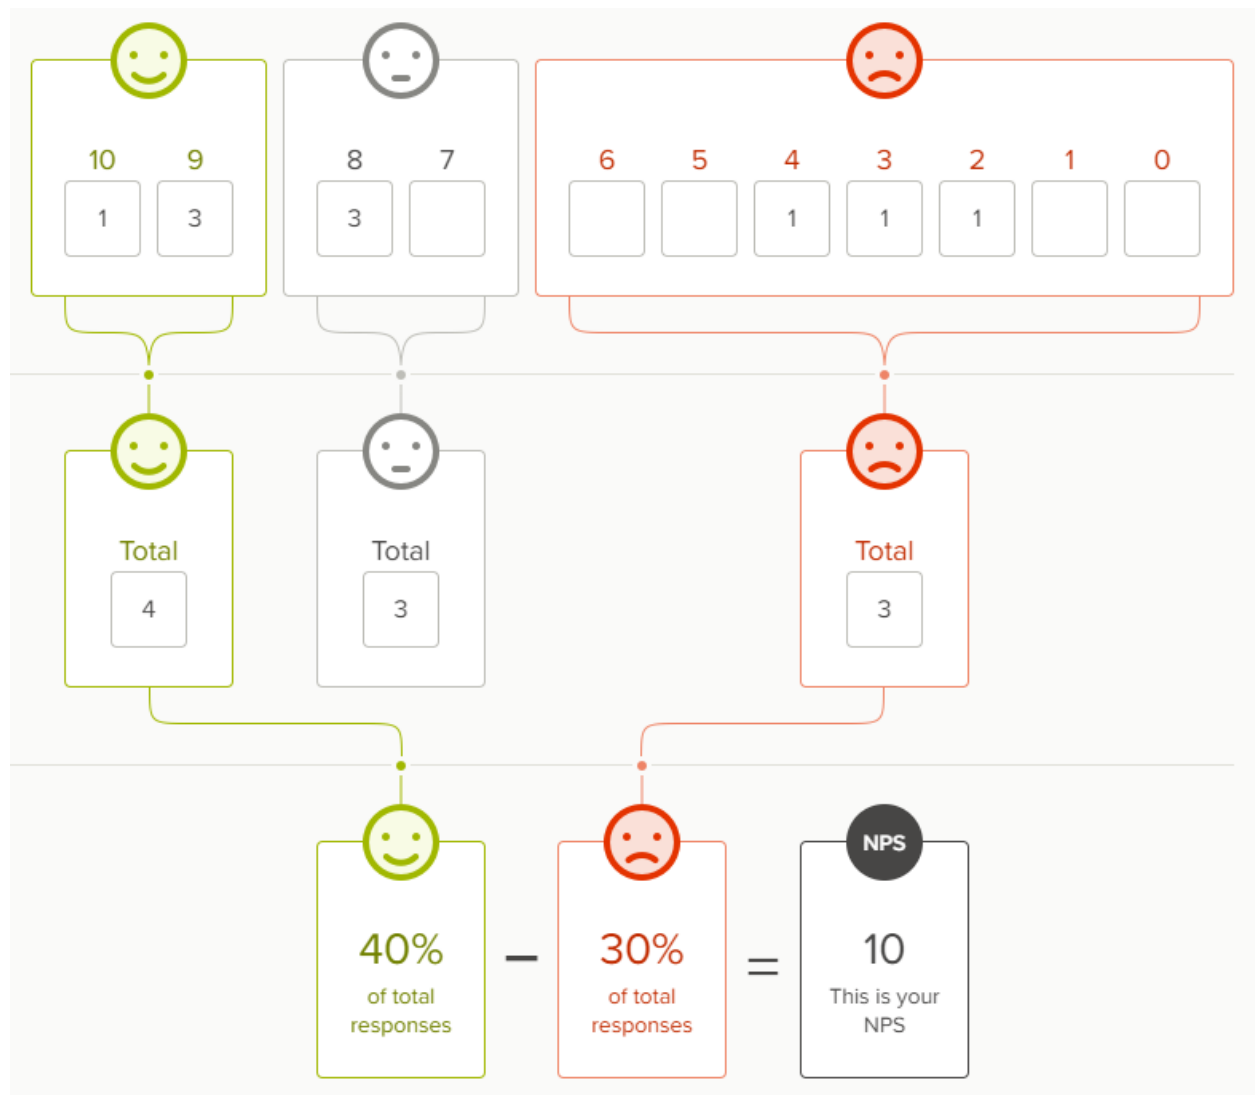 10 9 8 7 6 5 4 3 2 1 0
1 3 3 1 1 1
Total Total Total
4 3 3
NPS
40% − 30% = 10
of total of total This is your
responses responses NPS